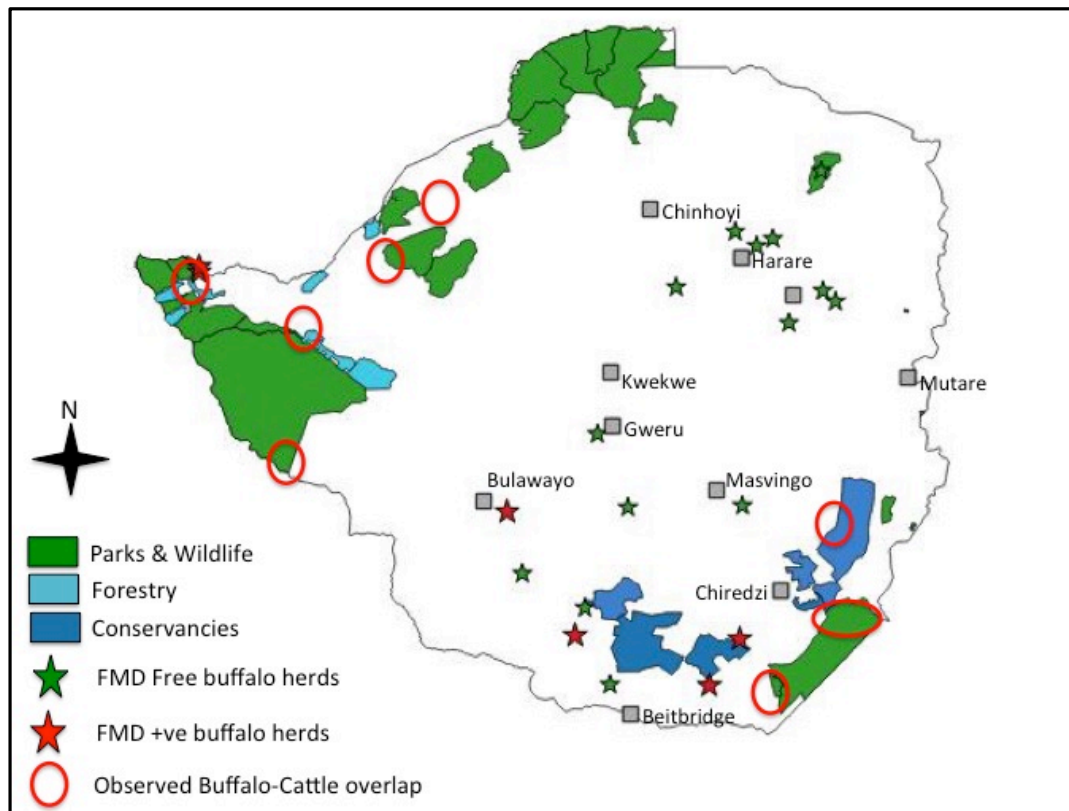 Chinhoyi
Harare
Kwekwe
Mutare
N
Gweru
Bulawayo
Masvingo
Parks & Wildlife
Forestry
Chiredzi
Conservancies
FMD Free buffalo herds
Beitbridge
FMD +ve buffalo herds
Observed Buffalo-Cattle overlap